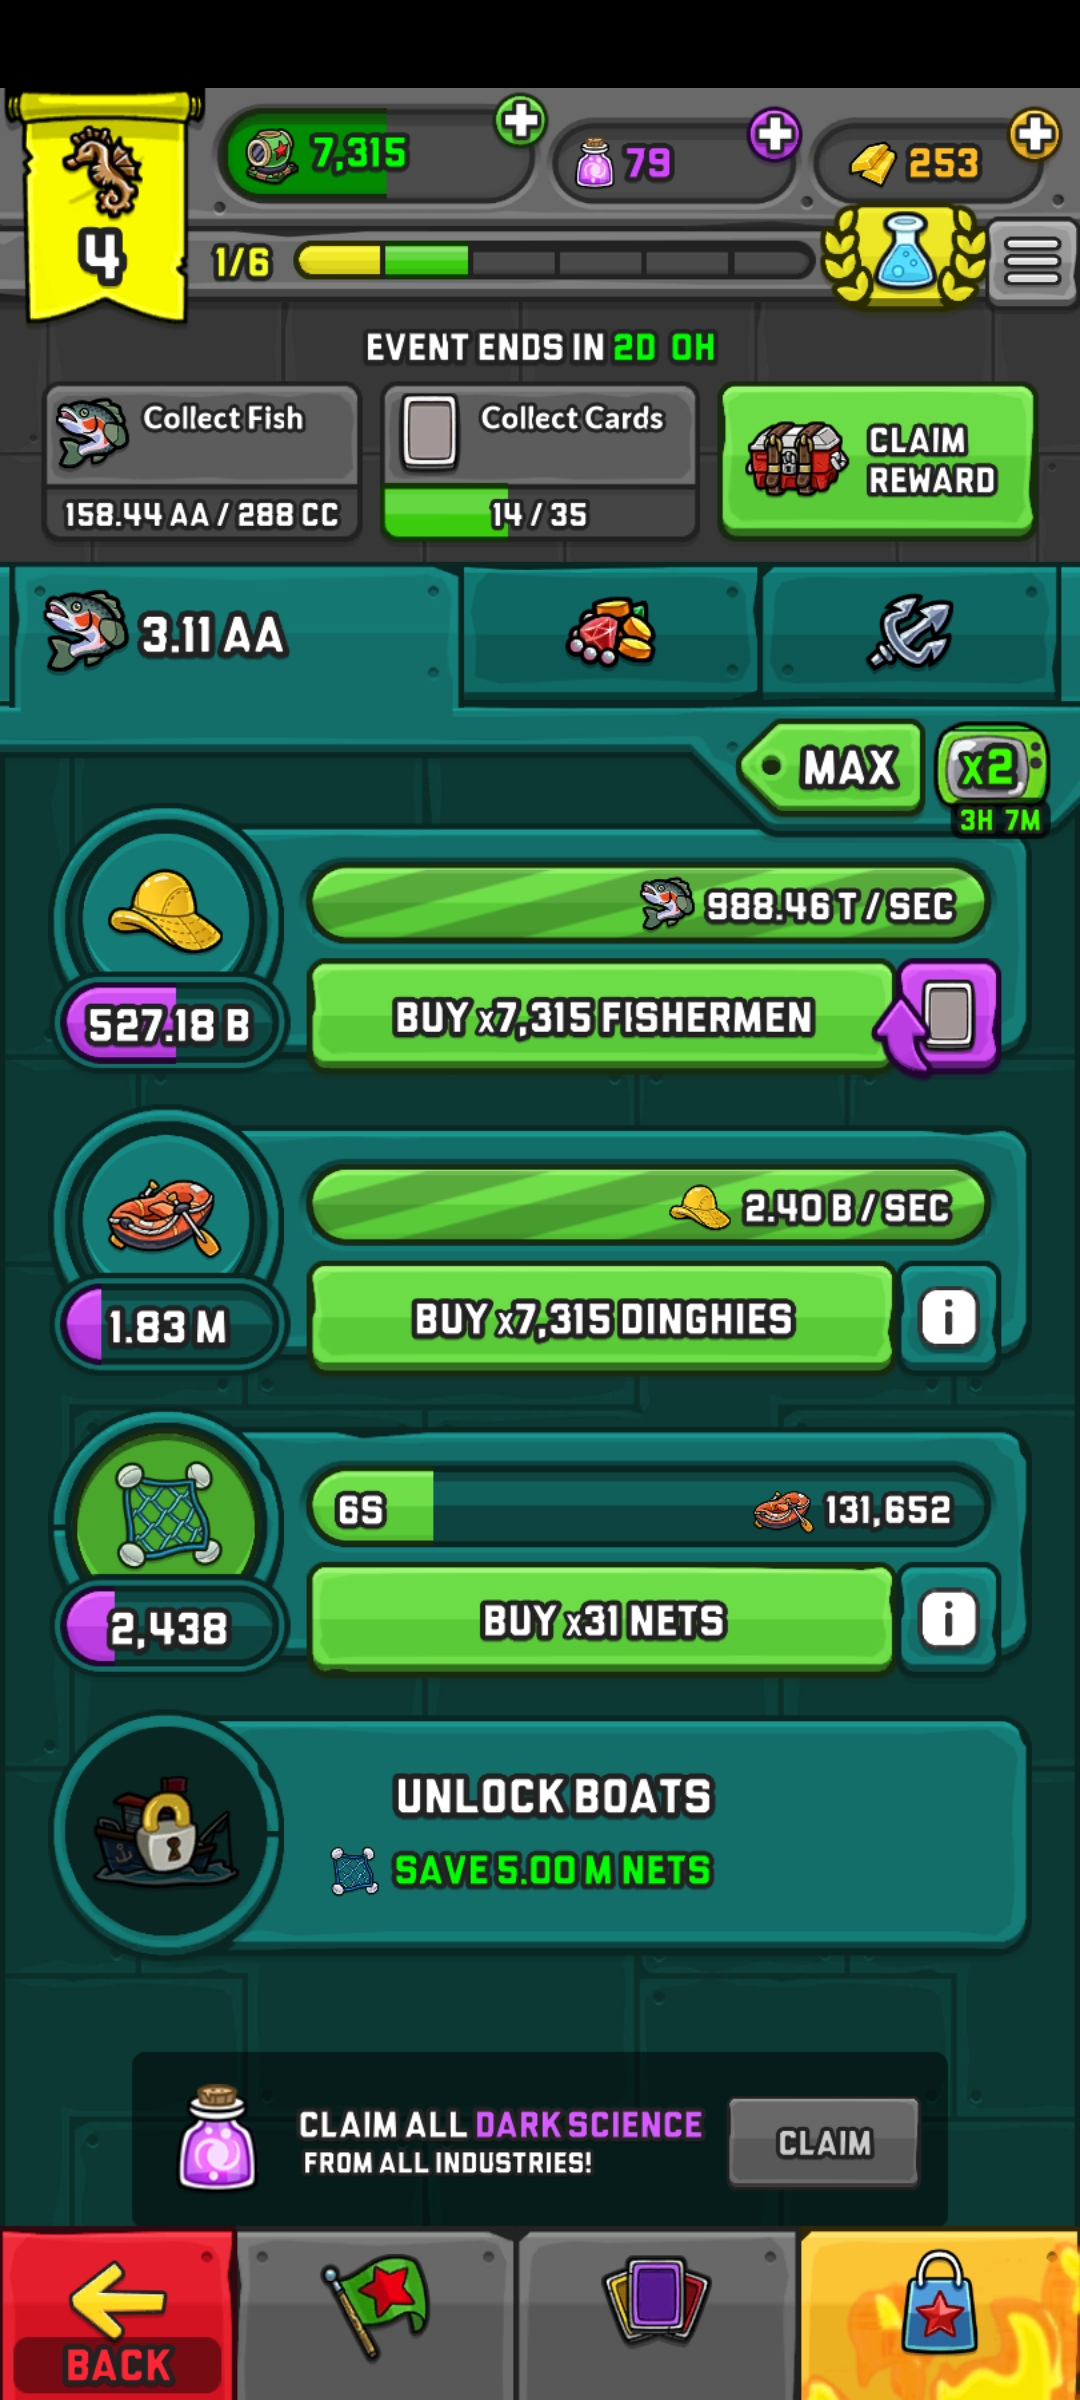 7,315
79
253
4
1/6
EVENT ENDS IN 2D 0H
Collect Fish
158.44 AA / 288 CC
Collect Cards
14 / 35
CLAIM
REWARD
3.11 AA
MAX
x2
3H 7M
988.46 T / SEC
527.18 B
BUY x7,315 FISHERMEN
2.40 B / SEC
1.83 M
BUY x7,315 DINGHIES
i
6S
131,652
2,438
BUY x31 NETS
i
UNLOCK BOATS
SAVE 5.00 M NETS
CLAIM ALL DARK SCIENCE
FROM ALL INDUSTRIES!
CLAIM
BACK